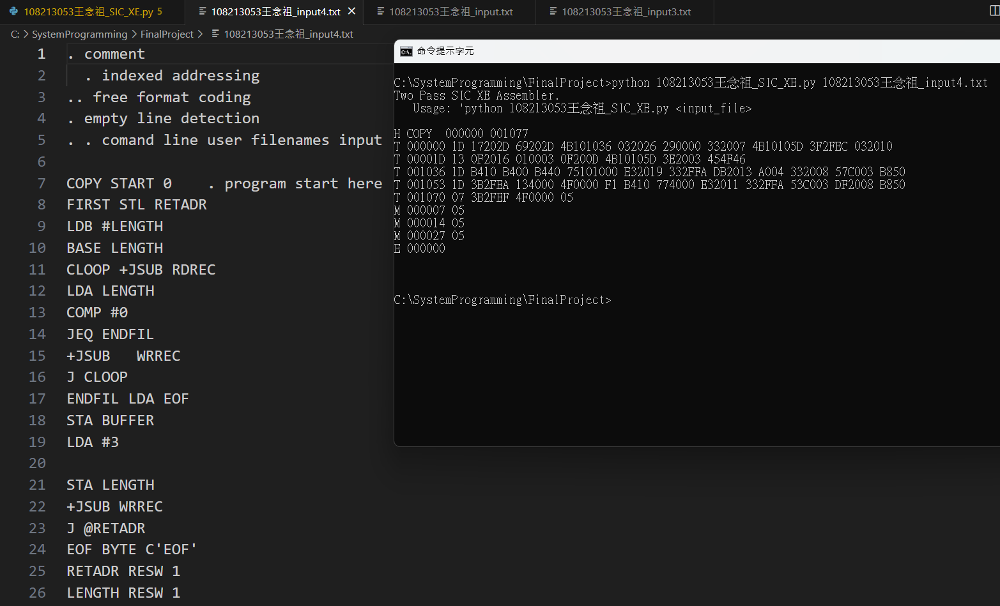 108213053王念祖_SIC_XE.py 5
108213053王念祖_input4.txt
108213053王念祖_input.txt
108213053王念祖_input3.txt
C: > SystemProgramming > FinalProject > 108213053王念祖_input4.txt
1 . comment
2 . indexed addressing
3 .. free format coding
4 . empty line detection
5 . . comand line user filenames input
6
7 COPY START 0    . program start here
8 FIRST STL RETADR
9 LDB #LENGTH
10 BASE LENGTH
11 CLOOP +JSUB RDREC
12 LDA LENGTH
13 COMP #0
14 JEQ ENDFIL
15 +JSUB   WRREC
16 J CLOOP
17 ENDFIL LDA EOF
18 STA BUFFER
19 LDA #3
20
21 STA LENGTH
22 +JSUB WRREC
23 J @RETADR
24 EOF BYTE C'EOF'
25 RETADR RESW 1
26 LENGTH RESW 1
命令提示字元
C:\SystemProgramming\FinalProject>python 108213053王念祖_SIC_XE.py 108213053王念祖_input4.txt
Two Pass SIC XE Assembler.
Usage: 'python 108213053王念祖_SIC_XE.py <input_file>
H COPY  000000 001077
T 000000 1D 17202D 69202D 4B101036 032026 290000 332007 4B10105D 3F2FEC 032010
T 00001D 13 0F2016 010003 0F200D 4B10105D 3E2003 454F46
T 001036 1D B410 B400 B440 75101000 E32019 332FFA DB2013 A004 332008 57C003 B850
T 001053 1D 3B2FEA 134000 4F0000 F1 B410 774000 E32011 332FFA 53C003 DF2008 B850
T 001070 07 3B2FEF 4F0000 05
M 000007 05
M 000014 05
M 000027 05
E 000000
C:\SystemProgramming\FinalProject>